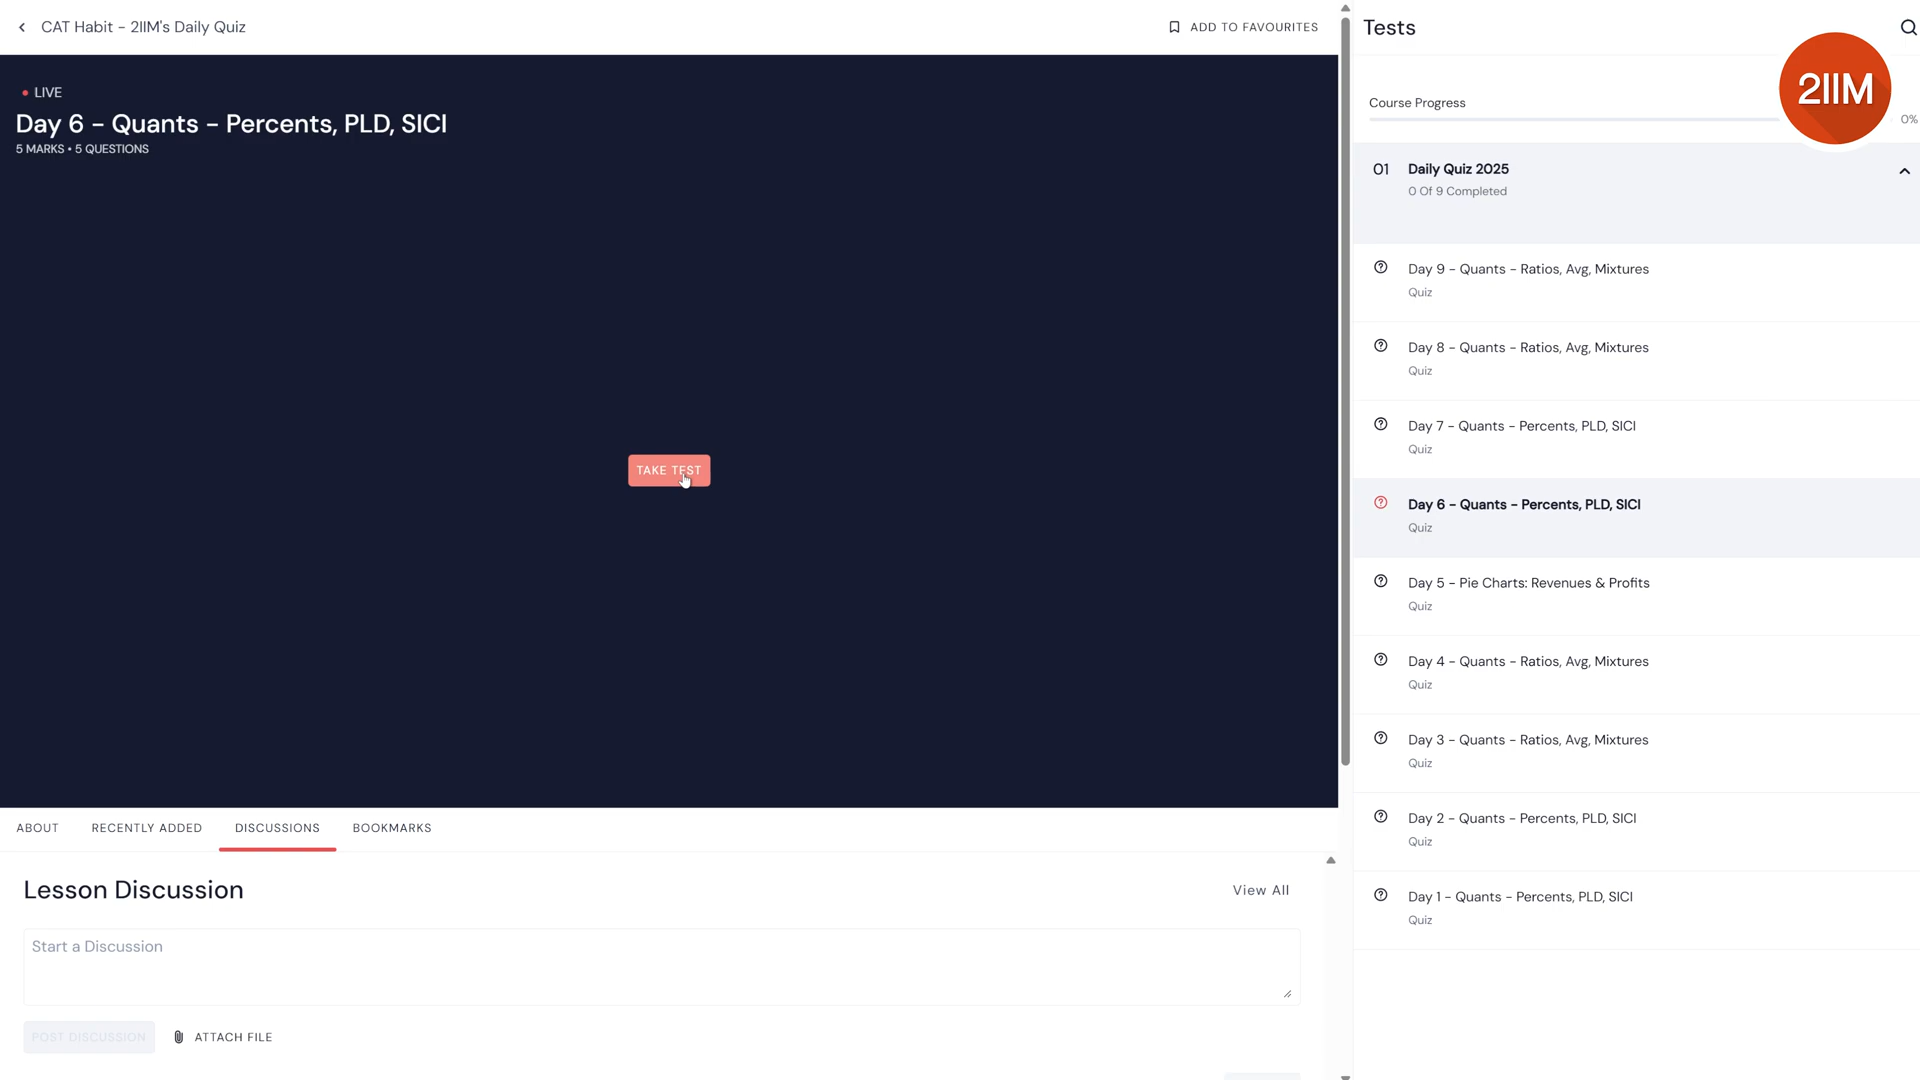 CAT Habit - 2IIM's Daily Quiz
ADD TO FAVOURITES
LIVE
Day 6 - Quants - Percents, PLD, SICI
5 MARKS • 5 QUESTIONS
TAKE TEST
ABOUT
RECENTLY ADDED
DISCUSSIONS
BOOKMARKS
Lesson Discussion
View All
Start a Discussion
POST DISCUSSION
ATTACH FILE
Tests
2IIM
Course Progress
0%
01
Daily Quiz 2025
0 Of 9 Completed
Day 9 - Quants - Ratios, Avg, Mixtures
Quiz
Day 8 - Quants - Ratios, Avg, Mixtures
Quiz
Day 7 - Quants - Percents, PLD, SICI
Quiz
Day 6 - Quants - Percents, PLD, SICI
Quiz
Day 5 - Pie Charts: Revenues & Profits
Quiz
Day 4 - Quants - Ratios, Avg, Mixtures
Quiz
Day 3 - Quants - Ratios, Avg, Mixtures
Quiz
Day 2 - Quants - Percents, PLD, SICI
Quiz
Day 1 - Quants - Percents, PLD, SICI
Quiz